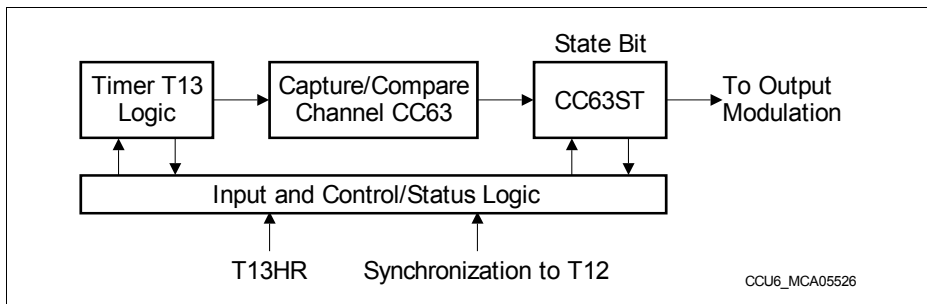 State Bit
Timer T13
Logic
Capture/Compare
Channel CC63
CC63ST
To Output
Modulation
Input and Control/Status Logic
T13HR
Synchronization to T12
CCU6_MCA05526